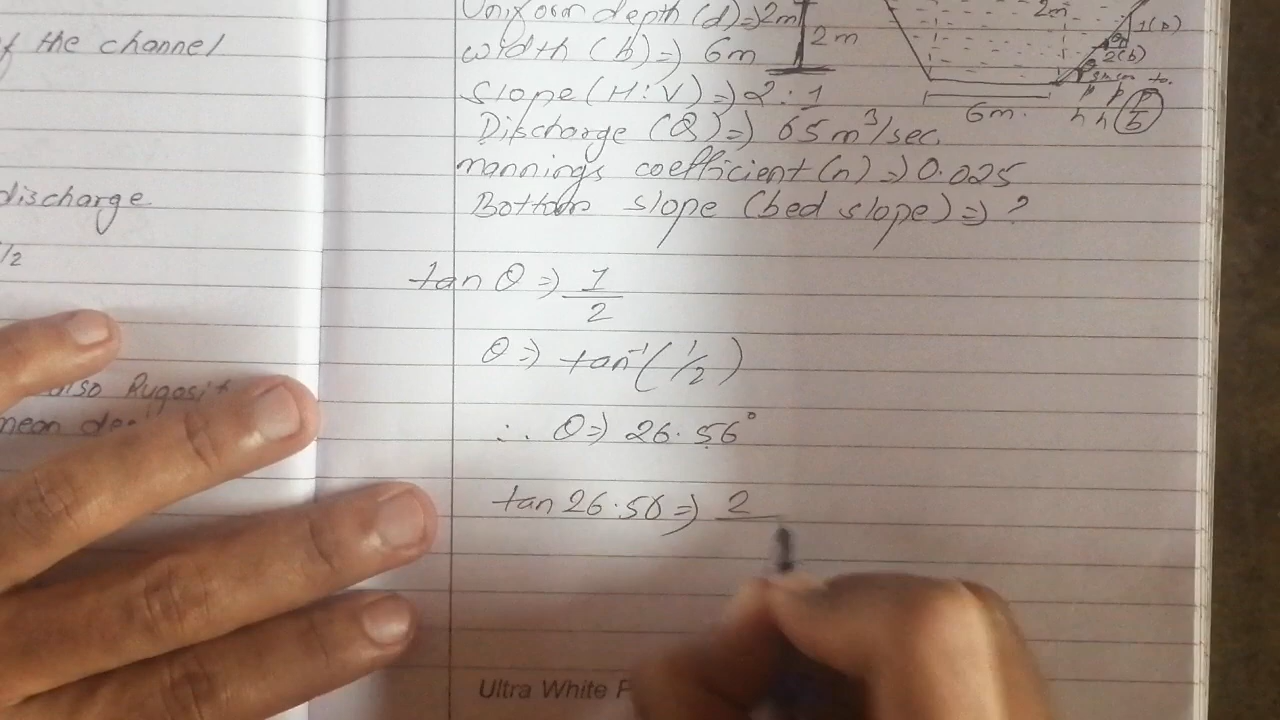 f the channel
discharge
1/2
also Rugosit
mean de
Uniform depth (d) => 2m
width (b) => 6m
Slope (H:V) => 2:1
Discharge (Q) => 65 m³/sec.
mannings coefficient (n) => 0.025
Bottom slope (bed slope) => ?
2m
2m
1(p)
2(b)
θ
6m.
p p
h h p/b
tan θ => 1/2
θ => tan⁻¹(1/2)
∴ θ => 26.56°
tan 26.56 => 2
Ultra White P